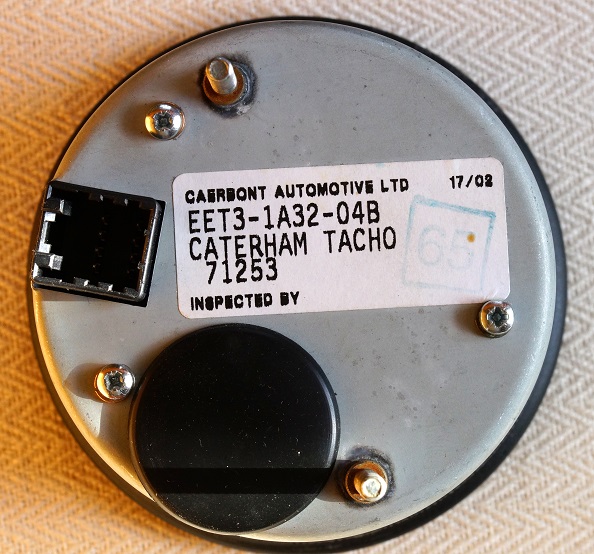 CAERBONT AUTOMOTIVE LTD 17/02
EET3-1A32-04B
CATERHAM TACHO
71253
65
INSPECTED BY